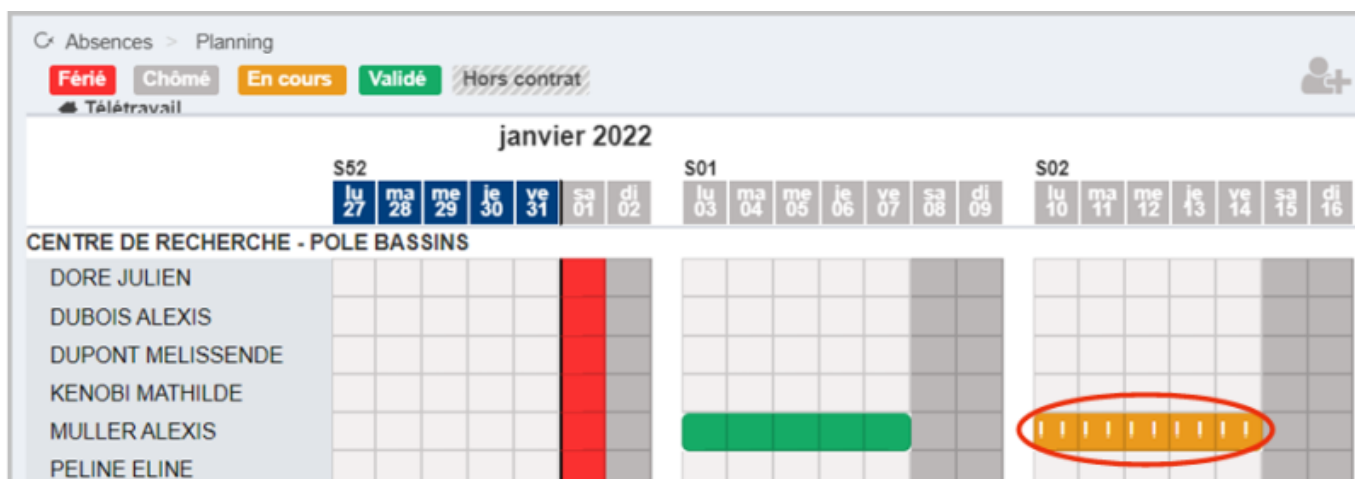 Absences > Planning
Férié Chômé En cours Validé Hors contrat
Télétravail
janvier 2022
S52 S01 S02
lu ma me je ve sa di lu ma me je ve sa di lu ma me je ve sa di
27 28 29 30 31 01 02 03 04 05 06 07 08 09 10 11 12 13 14 15 16
CENTRE DE RECHERCHE - POLE BASSINS
DORE JULIEN
DUBOIS ALEXIS
DUPONT MELISSENDE
KENOBI MATHILDE
MULLER ALEXIS
I I I I I I I I I I
PELINE ELINE